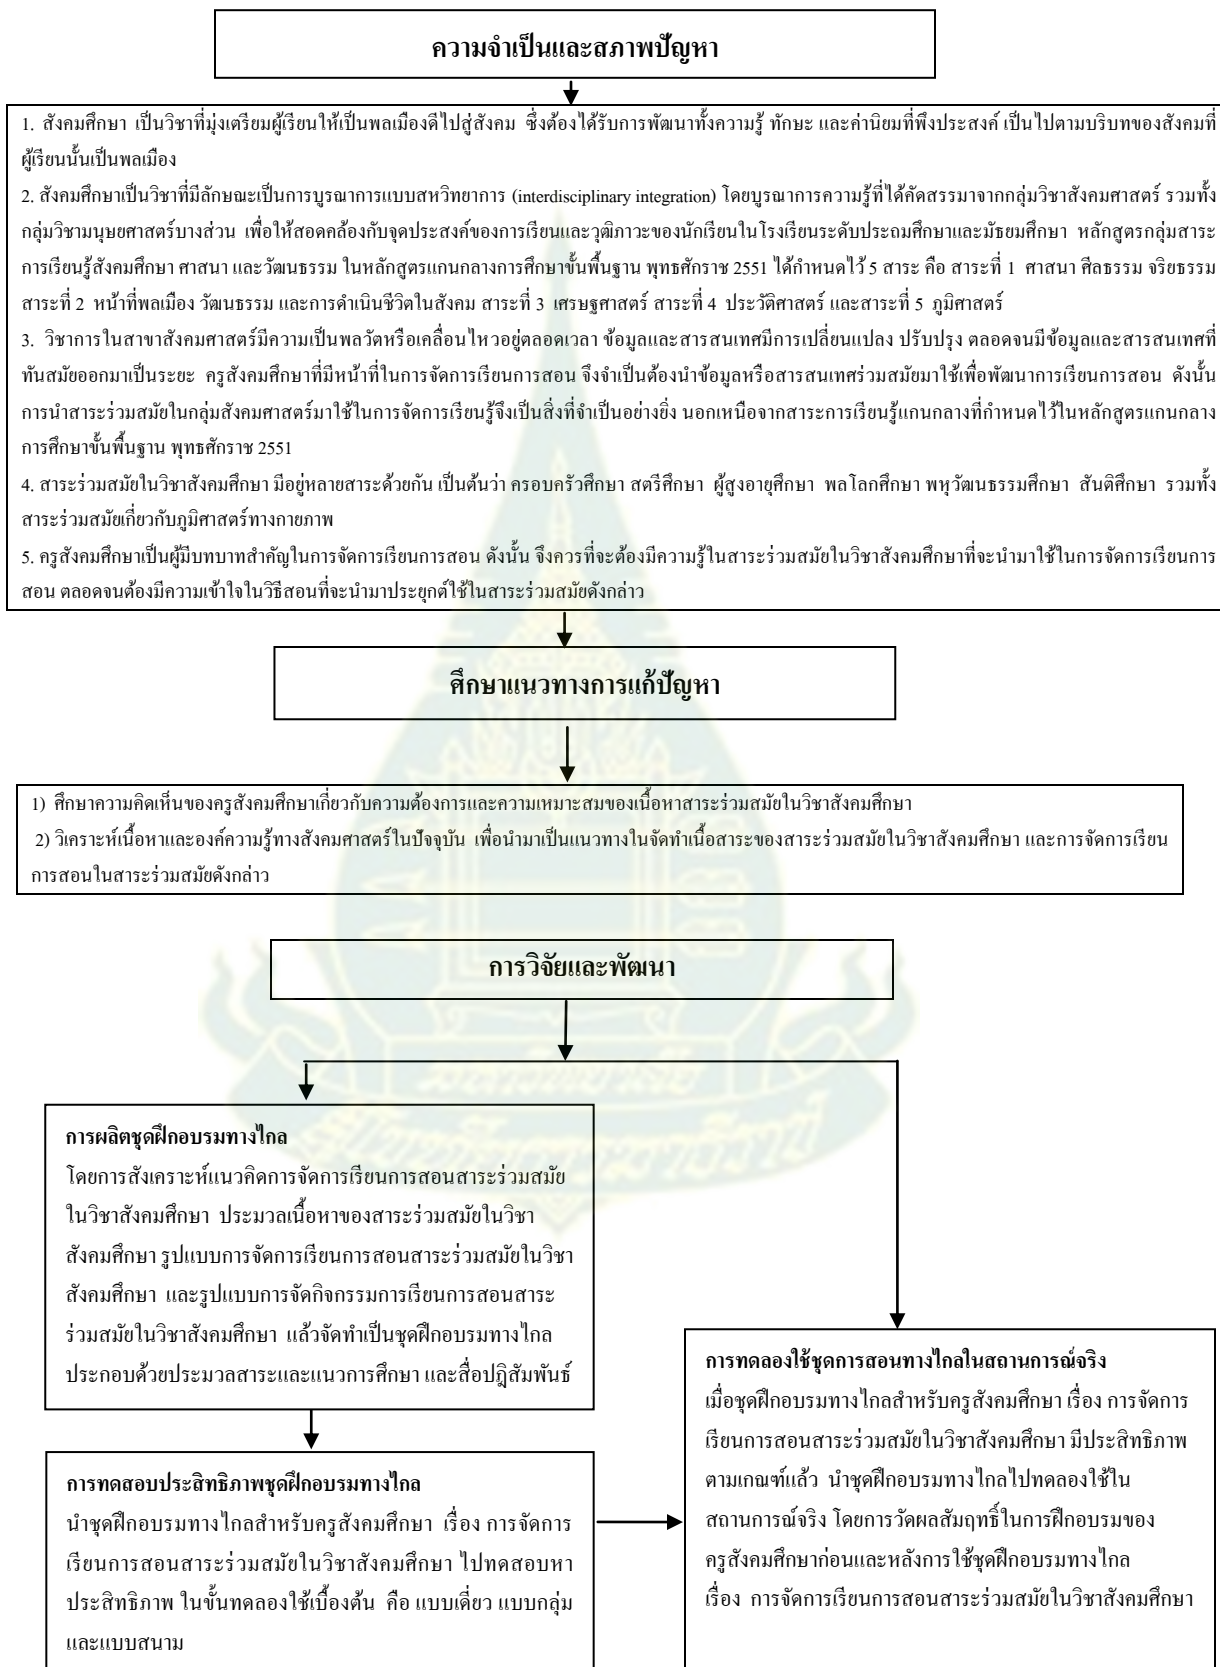 ความจำเป็นและสภาพปัญหา
1. สังคมศึกษา เป็นวิชาที่มุ่งเตรียมผู้เรียนให้เป็นพลเมืองดีไปสู่สังคม ซึ่งต้องได้รับการพัฒนาทั้งความรู้ ทักษะ และค่านิยมที่พึงประสงค์ เป็นไปตามบริบทของสังคมที่
ผู้เรียนนั้นเป็นพลเมือง
2. สังคมศึกษาเป็นวิชาที่มีลักษณะเป็นการบูรณาการแบบสหวิทยาการ (interdisciplinary integration) โดยบูรณาการความรู้ที่ได้คัดสรรมาจากกลุ่มวิชาสังคมศาสตร์ รวมทั้ง
กลุ่มวิชามนุษยศาสตร์บางส่วน เพื่อให้สอดคล้องกับจุดประสงค์ของการเรียนและวุฒิภาวะของนักเรียนในโรงเรียนระดับประถมศึกษาและมัธยมศึกษา หลักสูตรกลุ่มสาระ
การเรียนรู้สังคมศึกษา ศาสนา และวัฒนธรรม ในหลักสูตรแกนกลางการศึกษาขั้นพื้นฐาน พุทธศักราช 2551 ได้กำหนดไว้ 5 สาระ คือ สาระที่ 1 ศาสนา ศีลธรรม จริยธรรม
สาระที่ 2 หน้าที่พลเมือง วัฒนธรรม และการดำเนินชีวิตในสังคม สาระที่ 3 เศรษฐศาสตร์ สาระที่ 4 ประวัติศาสตร์ และสาระที่ 5 ภูมิศาสตร์
3. วิชาการในสาขาสังคมศาสตร์มีความเป็นพลวัตหรือเคลื่อนไหวอยู่ตลอดเวลา ข้อมูลและสารสนเทศมีการเปลี่ยนแปลง ปรับปรุง ตลอดจนมีข้อมูลและสารสนเทศที่
ทันสมัยออกมาเป็นระยะ ครูสังคมศึกษาที่มีหน้าที่ในการจัดการเรียนการสอน จึงจำเป็นต้องนำข้อมูลหรือสารสนเทศร่วมสมัยมาใช้เพื่อพัฒนาการเรียนการสอน ดังนั้น
การนำสาระร่วมสมัยในกลุ่มสังคมศาสตร์มาใช้ในการจัดการเรียนรู้จึงเป็นสิ่งที่จำเป็นอย่างยิ่ง นอกเหนือจากสาระการเรียนรู้แกนกลางที่กำหนดไว้ในหลักสูตรแกนกลาง
การศึกษาขั้นพื้นฐาน พุทธศักราช 2551
4. สาระร่วมสมัยในวิชาสังคมศึกษา มีอยู่หลายสาระด้วยกัน เป็นต้นว่า ครอบครัวศึกษา สตรีศึกษา ผู้สูงอายุศึกษา พลโลกศึกษา พหุวัฒนธรรมศึกษา สันติศึกษา รวมทั้ง
สาระร่วมสมัยเกี่ยวกับภูมิศาสตร์ทางกายภาพ
5. ครูสังคมศึกษาเป็นผู้มีบทบาทสำคัญในการจัดการเรียนการสอน ดังนั้น จึงควรที่จะต้องมีความรู้ในสาระร่วมสมัยในวิชาสังคมศึกษาที่จะนำมาใช้ในการจัดการเรียนการ
สอน ตลอดจนต้องมีความเข้าใจในวิธีสอนที่จะนำมาประยุกต์ใช้ในสาระร่วมสมัยดังกล่าว
ศึกษาแนวทางการแก้ปัญหา
1) ศึกษาความคิดเห็นของครูสังคมศึกษาเกี่ยวกับความต้องการและความเหมาะสมของเนื้อหาสาระร่วมสมัยในวิชาสังคมศึกษา
2) วิเคราะห์เนื้อหาและองค์ความรู้ทางสังคมศาสตร์ในปัจจุบัน เพื่อนำมาเป็นแนวทางในจัดทำเนื้อสาระของสาระร่วมสมัยในวิชาสังคมศึกษา และการจัดการเรียน
การสอนในสาระร่วมสมัยดังกล่าว
การวิจัยและพัฒนา
การผลิตชุดฝึกอบรมทางไกล
โดยการสังเคราะห์แนวคิดการจัดการเรียนการสอนสาระร่วมสมัย
ในวิชาสังคมศึกษา ประมวลเนื้อหาของสาระร่วมสมัยในวิชา
สังคมศึกษา รูปแบบการจัดการเรียนการสอนสาระร่วมสมัยในวิชา
สังคมศึกษา และรูปแบบการจัดกิจกรรมการเรียนการสอนสาระ
ร่วมสมัยในวิชาสังคมศึกษา แล้วจัดทำเป็นชุดฝึกอบรมทางไกล
ประกอบด้วยประมวลสาระและแนวการศึกษา และสื่อปฎิสัมพันธ์
การทดสอบประสิทธิภาพชุดฝึกอบรมทางไกล
นำชุดฝึกอบรมทางไกลสำหรับครูสังคมศึกษา เรื่อง การจัดการ
เรียนการสอนสาระร่วมสมัยในวิชาสังคมศึกษา ไปทดสอบหา
ประสิทธิภาพ ในขั้นทดลองใช้เบื้องต้น คือ แบบเดี่ยว แบบกลุ่ม
และแบบสนาม
การทดลองใช้ชุดการสอนทางไกลในสถานการณ์จริง
เมื่อชุดฝึกอบรมทางไกลสำหรับครูสังคมศึกษา เรื่อง การจัดการ
เรียนการสอนสาระร่วมสมัยในวิชาสังคมศึกษา มีประสิทธิภาพ
ตามเกณฑ์แล้ว นำชุดฝึกอบรมทางไกลไปทดลองใช้ใน
สถานการณ์จริง โดยการวัดผลสัมฤทธิ์ในการฝึกอบรมของ
ครูสังคมศึกษาก่อนและหลังการใช้ชุดฝึกอบรมทางไกล
เรื่อง การจัดการเรียนการสอนสาระร่วมสมัยในวิชาสังคมศึกษา
มหาวิทยาลัย
สุโขทัยธรรมาธิราช